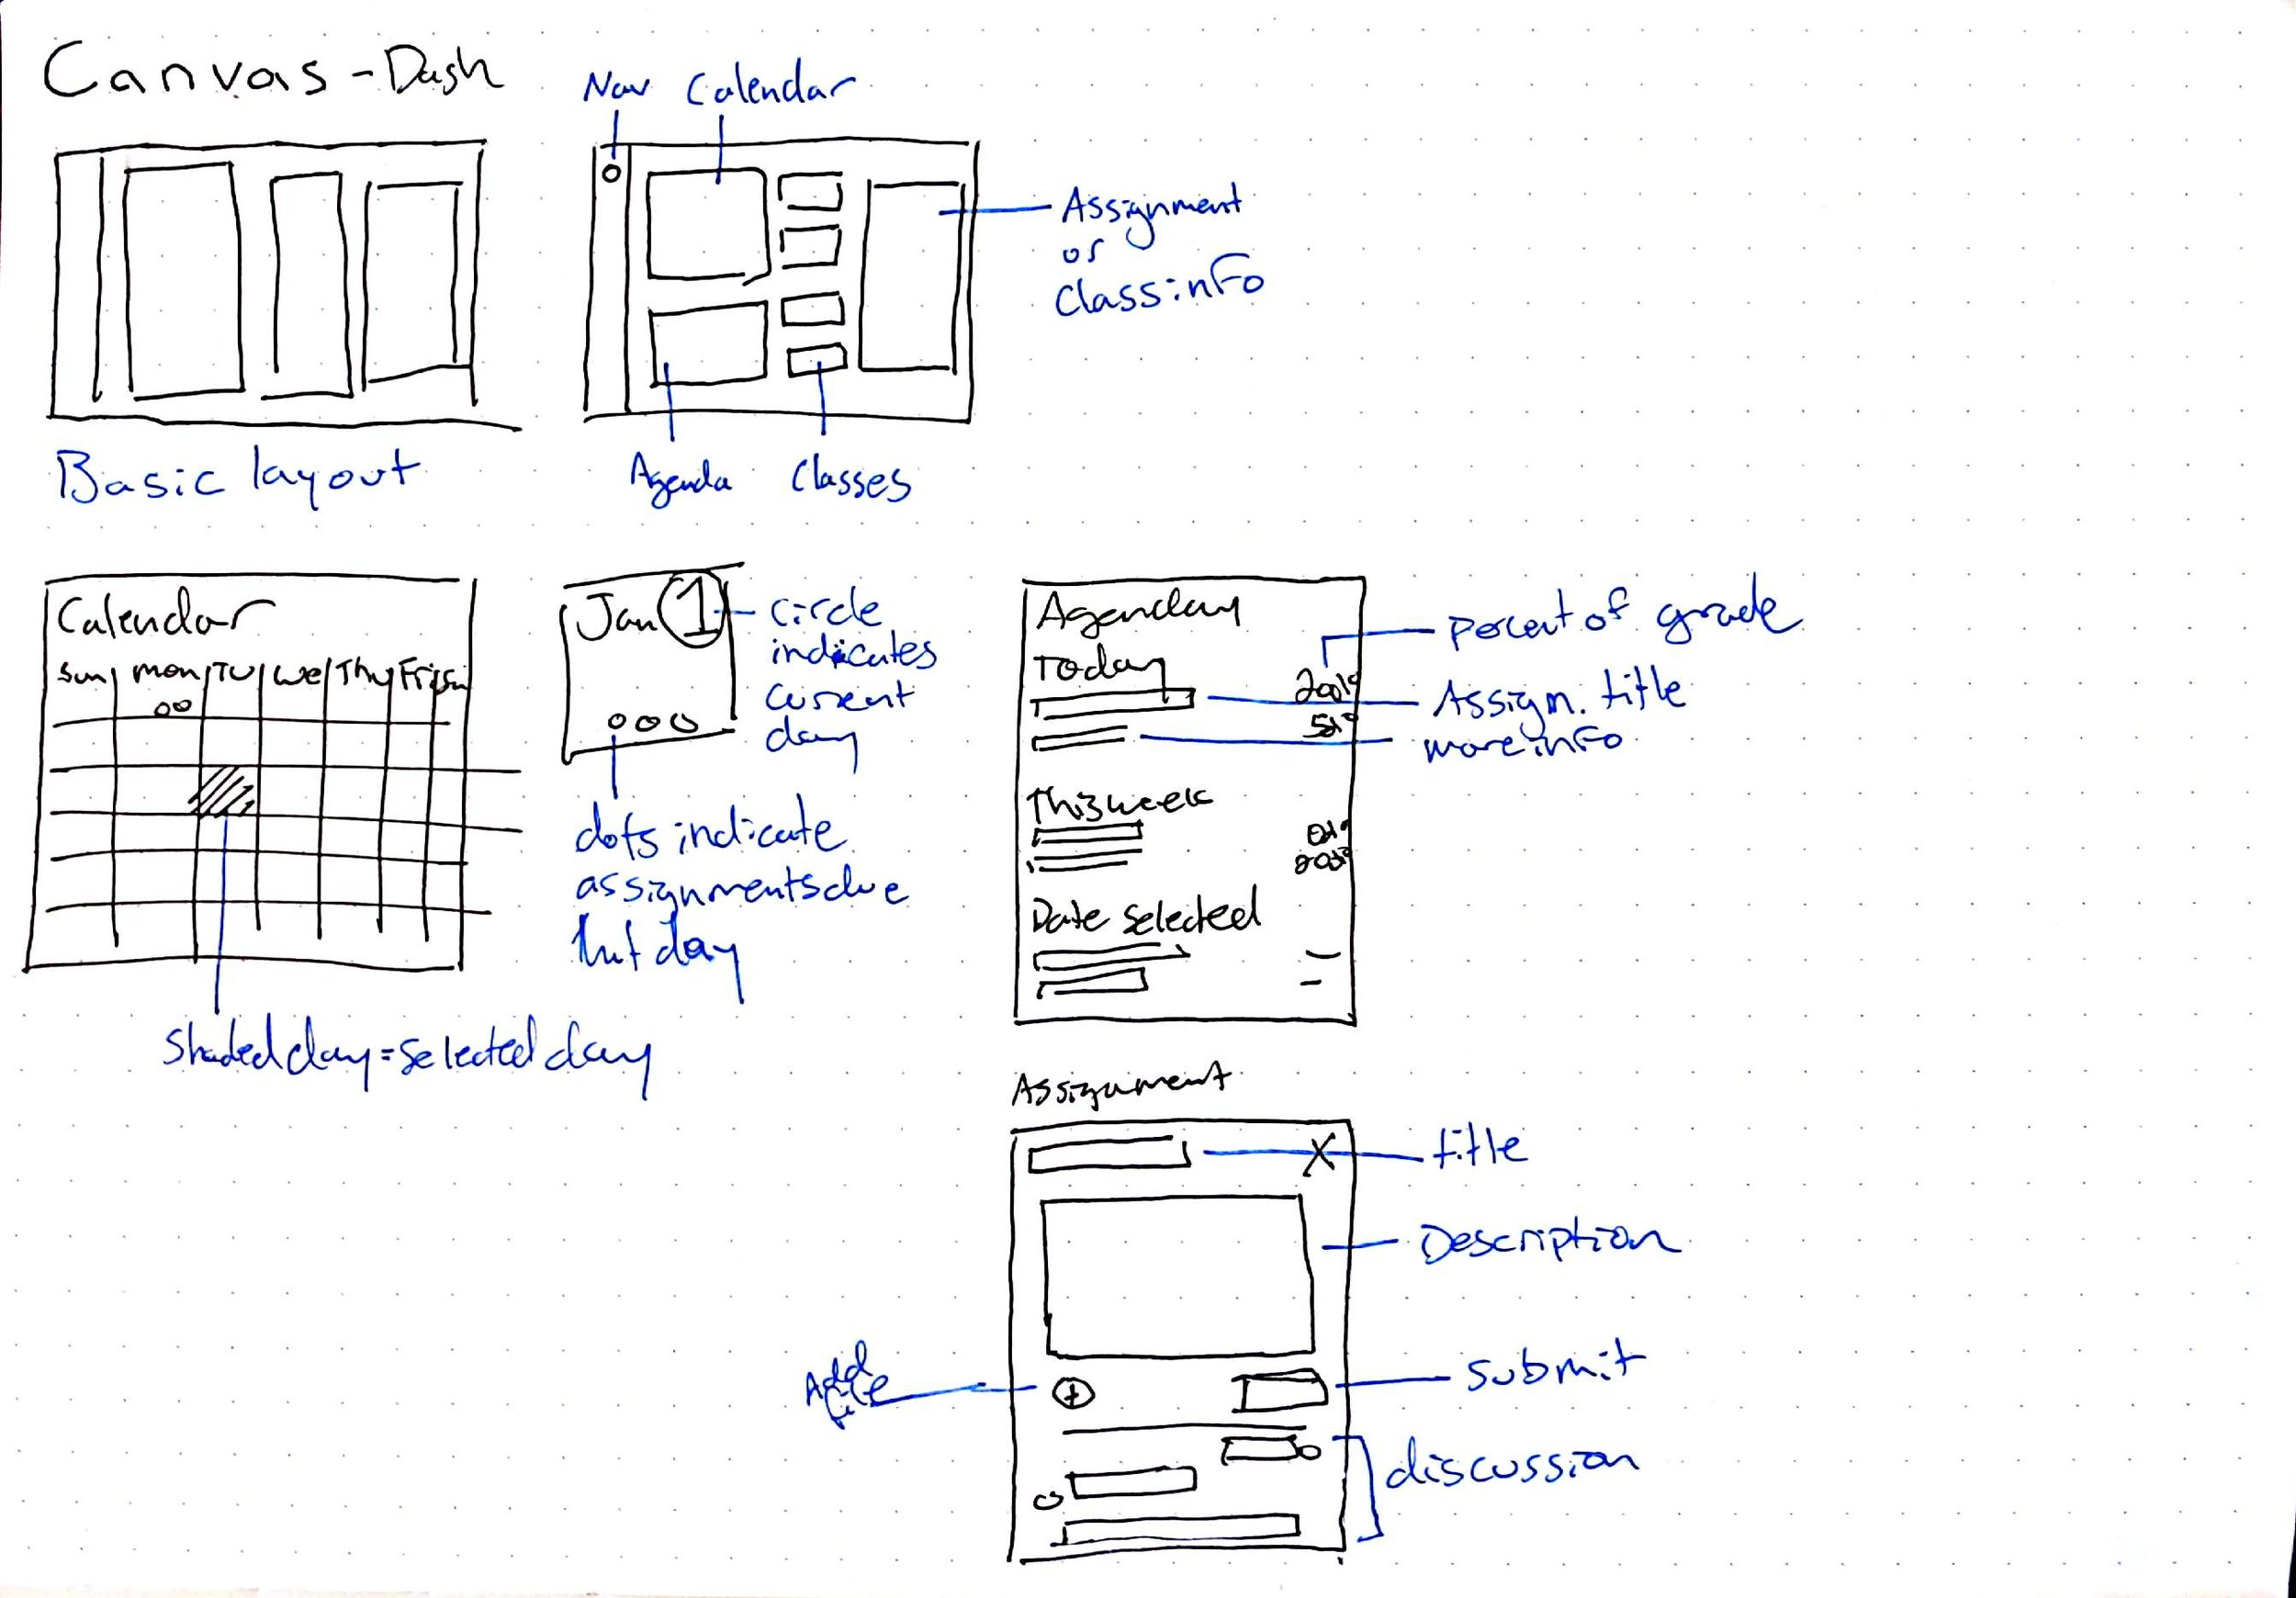 Canvas - Dash
Nav Calendar
Assignment
or
Class info
Basic layout
Agenda Classes
Calendar
Sun mon TU We Thu Fri Sa
Jan 1
circle
indicates
current
day
dots indicate
assignments due
that day
Shaded day = Selected day
Agenday
Today
20%
5%
This week
0%
Date Selected
Percent of grade
Assign. title
more info
Assignment
X
title
Description
Add
file
submit
discussion